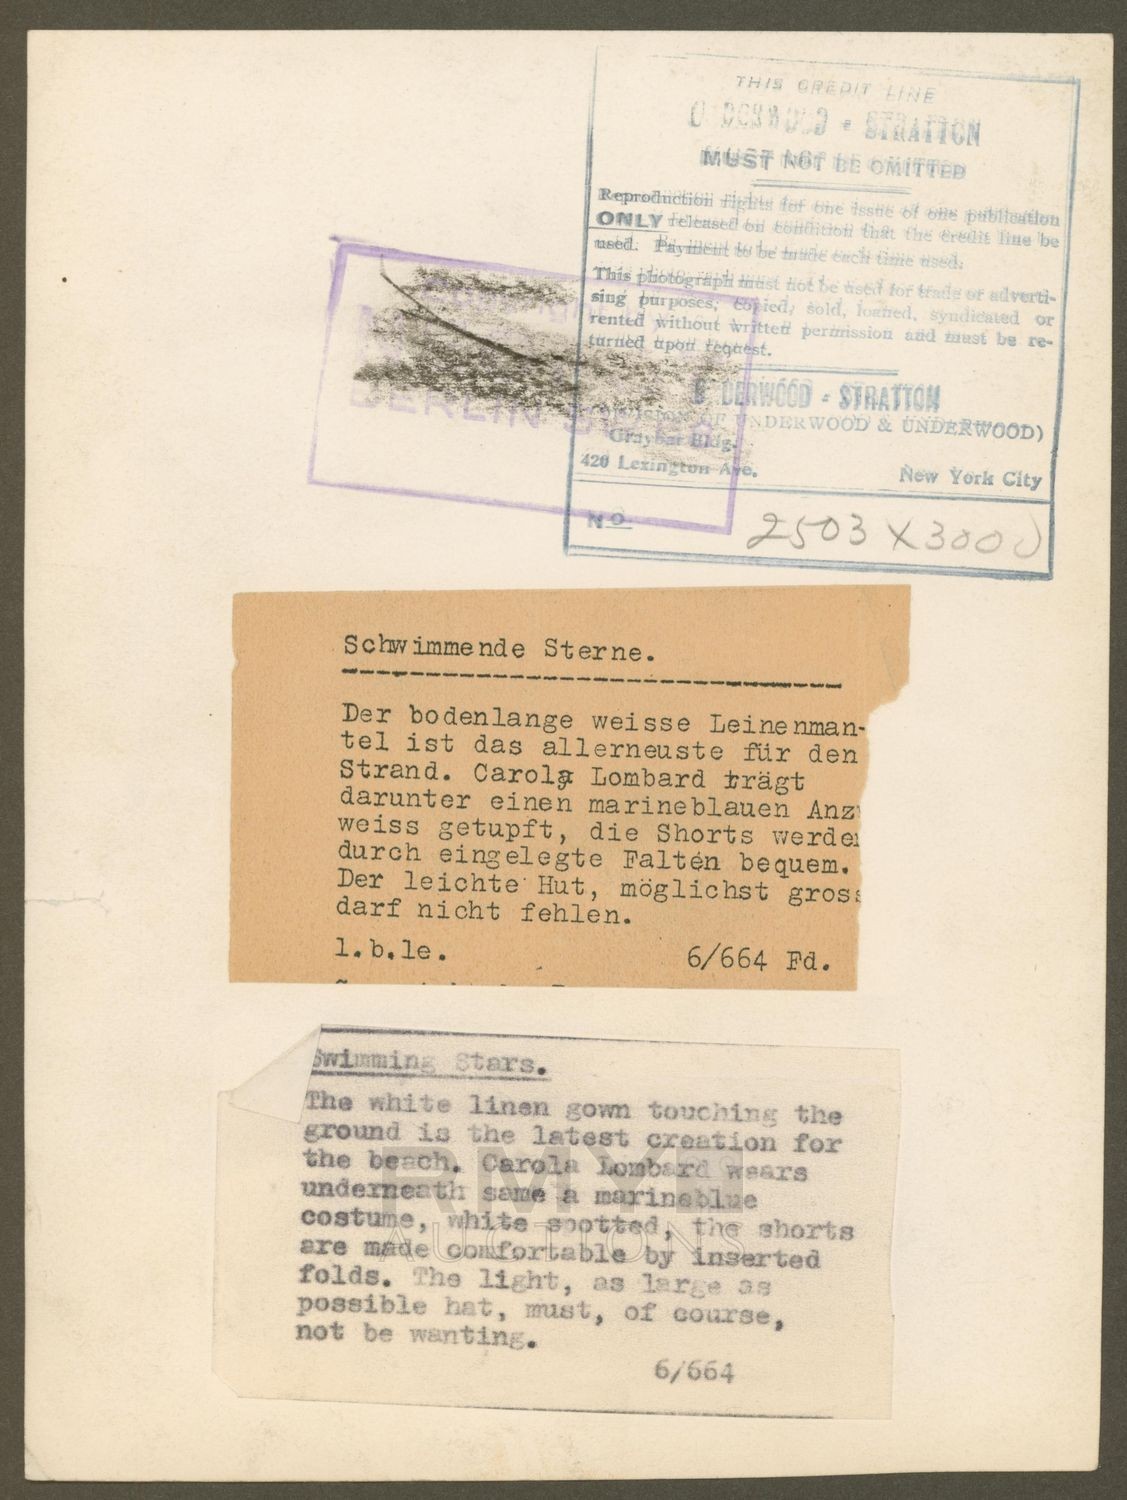 THIS CREDIT LINE
STRATTON
MUST NOT BE OMITTED
Reproduction rights for one issue of one publication
ONLY released on condition that the credit line be
used. Payment to be made each time used.
This photograph must not be used for trade or adverti-
sing purposes, copied, sold, loaned, syndicated or
rented without written permission and must be re-
turned upon request.
DERWOOD - STRATTON
OF UNDERWOOD & UNDERWOOD)
Graybar Bldg.
420 Lexington Ave. New York City
No. 2503 X 3000
BERLIN
Schwimmende Sterne.
Der bodenlange weisse Leinenman-
tel ist das allerneuste für den
Strand. Carola Lombard trägt
darunter einen marineblauen Anz
weiss getupft, die Shorts werde
durch eingelegte Falten bequem.
Der leichte Hut, möglichst gross
darf nicht fehlen.
l.b.le. 6/664 Fd.
Swimming Stars.
The white linen gown touching the
ground is the latest creation for
the beach. Carola Lombard wears
underneath same a marineblue
costume, white spotted, the shorts
are made comfortable by inserted
folds. The light, as large as
possible hat, must, of course,
not be wanting.
6/664
AUCTIONS